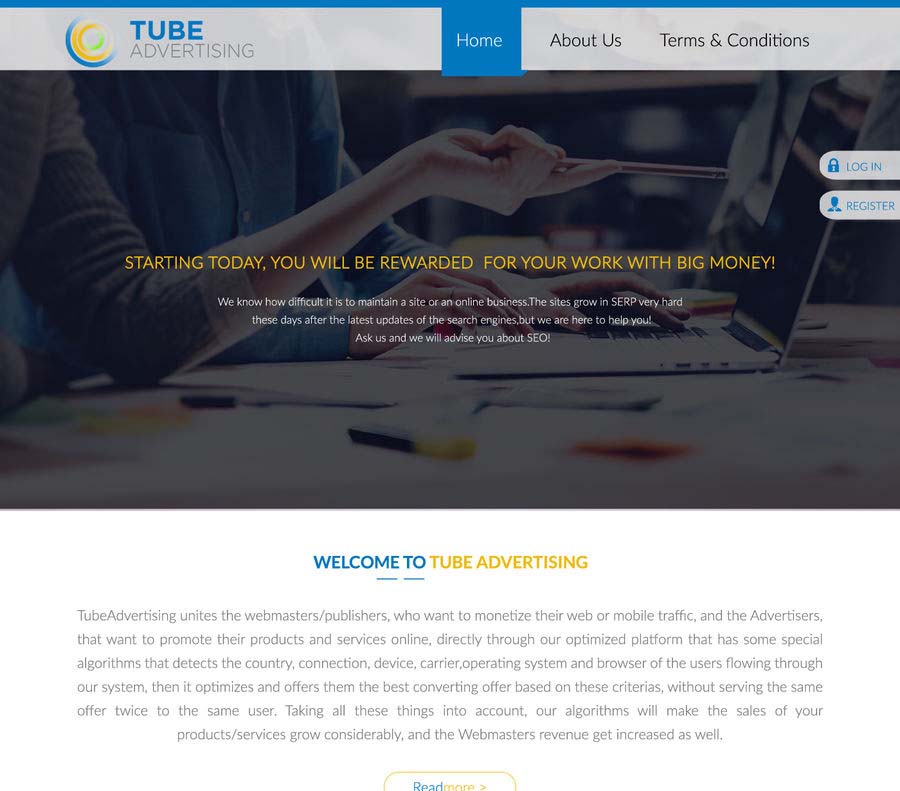 TUBE
ADVERTISING
Home About Us Terms & Conditions
LOG IN
REGISTER
STARTING TODAY, YOU WILL BE REWARDED FOR YOUR WORK WITH BIG MONEY!
We know how difficult it is to maintain a site or an online business.The sites grow in SERP very hard
these days after the latest updates of the search engines,but we are here to help you!
Ask us and we will advise you about SEO!
WELCOME TO TUBE ADVERTISING
TubeAdvertising unites the webmasters/publishers, who want to monetize their web or mobile traffic, and the Advertisers,
that want to promote their products and services online, directly through our optimized platform that has some special
algorithms that detects the country, connection, device, carrier,operating system and browser of the users flowing through
our system, then it optimizes and offers them the best converting offer based on these criterias, without serving the same
offer twice to the same user. Taking all these things into account, our algorithms will make the sales of your
products/services grow considerably, and the Webmasters revenue get increased as well.
Readmore >